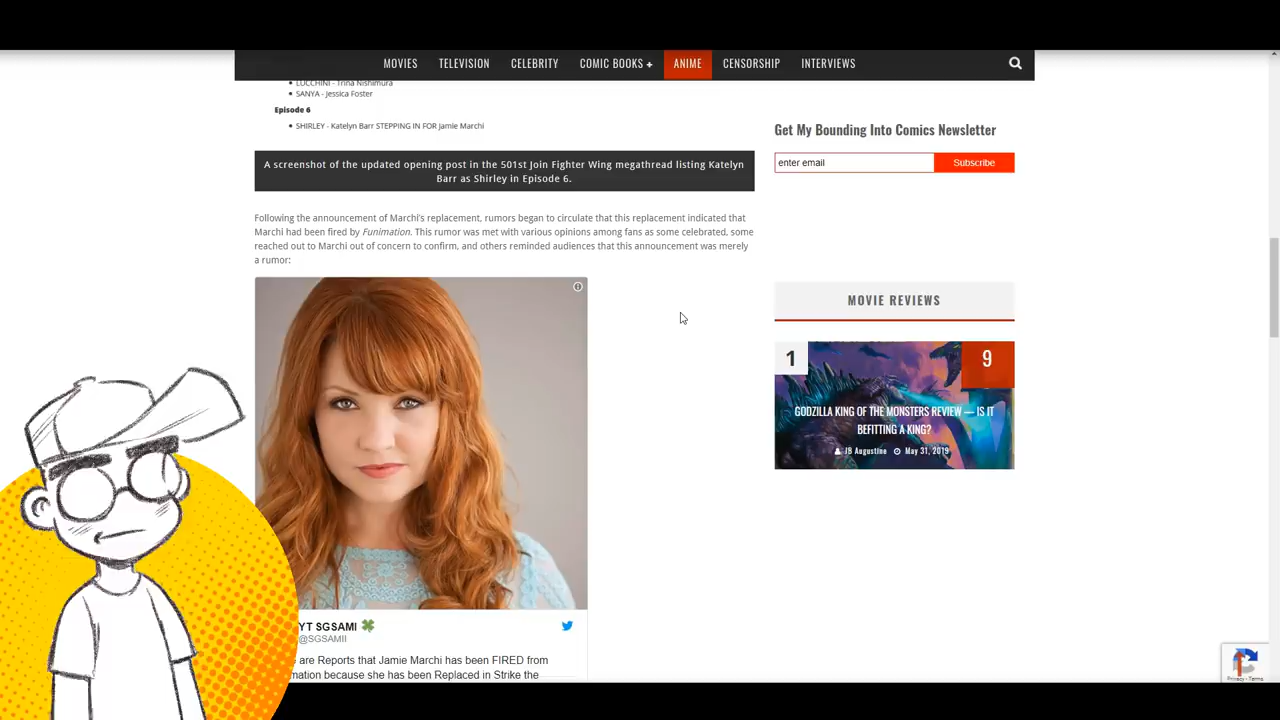 MOVIES TELEVISION CELEBRITY COMIC BOOKS + ANIME CENSORSHIP INTERVIEWS
LUCCHINI - Trina Nishimura
SANYA - Jessica Foster
Episode 6
SHIRLEY - Katelyn Barr STEPPING IN FOR Jamie Marchi
A screenshot of the updated opening post in the 501st Join Fighter Wing megathread listing Katelyn
Barr as Shirley in Episode 6.
Following the announcement of Marchi's replacement, rumors began to circulate that this replacement indicated that
Marchi had been fired by Funimation. This rumor was met with various opinions among fans as some celebrated, some
reached out to Marchi out of concern to confirm, and others reminded audiences that this announcement was merely
a rumor:
YT SGSAMI
@SGSAMII
are Reports that Jamie Marchi has been FIRED from
mation because she has been Replaced in Strike the
Get My Bounding Into Comics Newsletter
enter email
Subscribe
MOVIE REVIEWS
1
9
GODZILLA KING OF THE MONSTERS REVIEW — IS IT
BEFITTING A KING?
JB Augustine May 31, 2019
Privacy - Terms